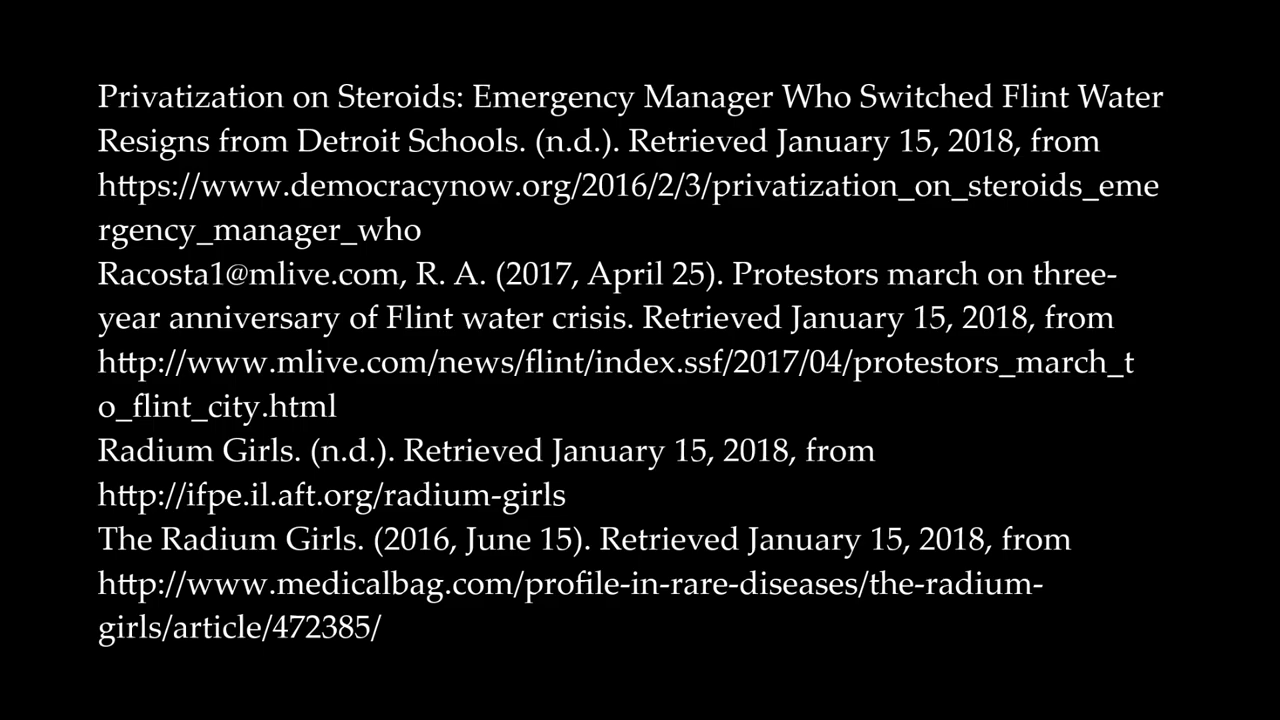 Privatization on Steroids: Emergency Manager Who Switched Flint Water
Resigns from Detroit Schools. (n.d.). Retrieved January 15, 2018, from
https://www.democracynow.org/2016/2/3/privatization_on_steroids_eme
rgency_manager_who
Racosta1@mlive.com, R. A. (2017, April 25). Protestors march on three-
year anniversary of Flint water crisis. Retrieved January 15, 2018, from
http://www.mlive.com/news/flint/index.ssf/2017/04/protestors_march_t
o_flint_city.html
Radium Girls. (n.d.). Retrieved January 15, 2018, from
http://ifpe.il.aft.org/radium-girls
The Radium Girls. (2016, June 15). Retrieved January 15, 2018, from
http://www.medicalbag.com/profile-in-rare-diseases/the-radium-
girls/article/472385/